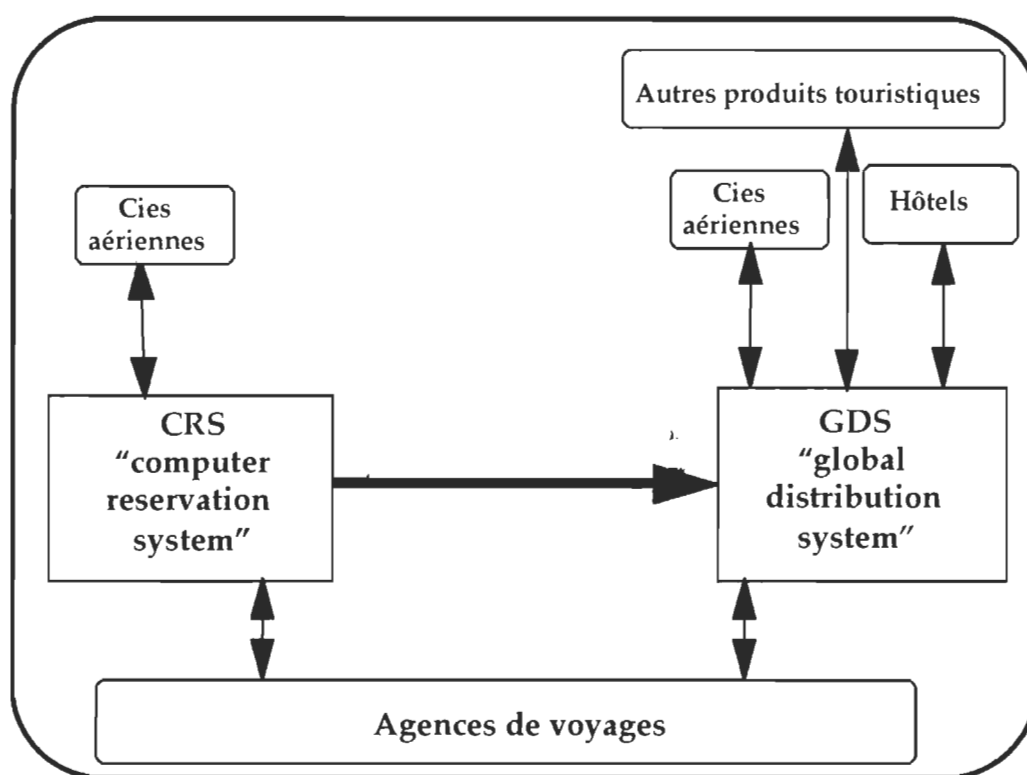 Autres produits touristiques
Cies
aériennes
Cies
aériennes
Hôtels
CRS
“computer
reservation
system”
GDS
“global
distribution
system”
Agences de voyages